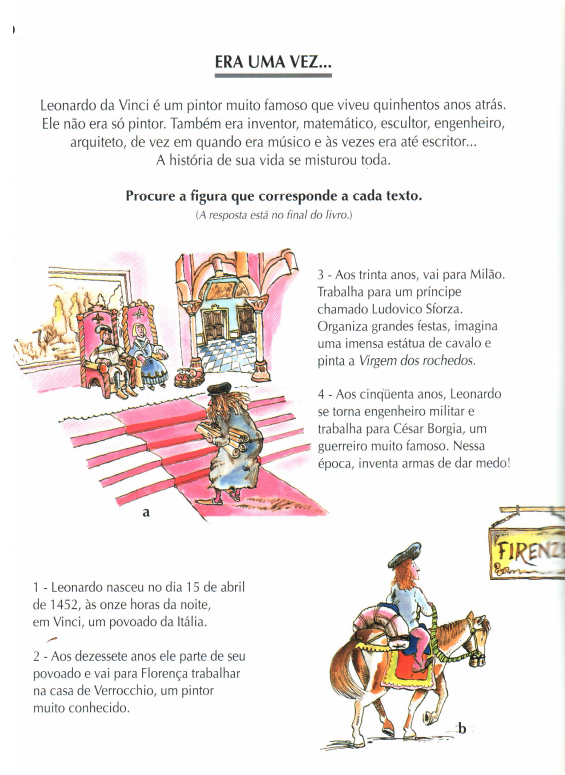 ERA UMA VEZ...
Leonardo da Vinci é um pintor muito famoso que viveu quinhentos anos atrás.
Ele não era só pintor. Também era inventor, matemático, escultor, engenheiro,
arquiteto, de vez em quando era músico e às vezes era até escritor...
A história de sua vida se misturou toda.
Procure a figura que corresponde a cada texto.
(A resposta está no final do livro.)
3 - Aos trinta anos, vai para Milão.
Trabalha para um príncipe
chamado Ludovico Sforza.
Organiza grandes festas, imagina
uma imensa estátua de cavalo e
pinta a Virgem dos rochedos.
4 - Aos cinqüenta anos, Leonardo
se torna engenheiro militar e
trabalha para César Borgia, um
guerreiro muito famoso. Nessa
época, inventa armas de dar medo!
a
FIRENZE
1 - Leonardo nasceu no dia 15 de abril
de 1452, às onze horas da noite,
em Vinci, um povoado da Itália.
2 - Aos dezessete anos ele parte de seu
povoado e vai para Florença trabalhar
na casa de Verrocchio, um pintor
muito conhecido.
b